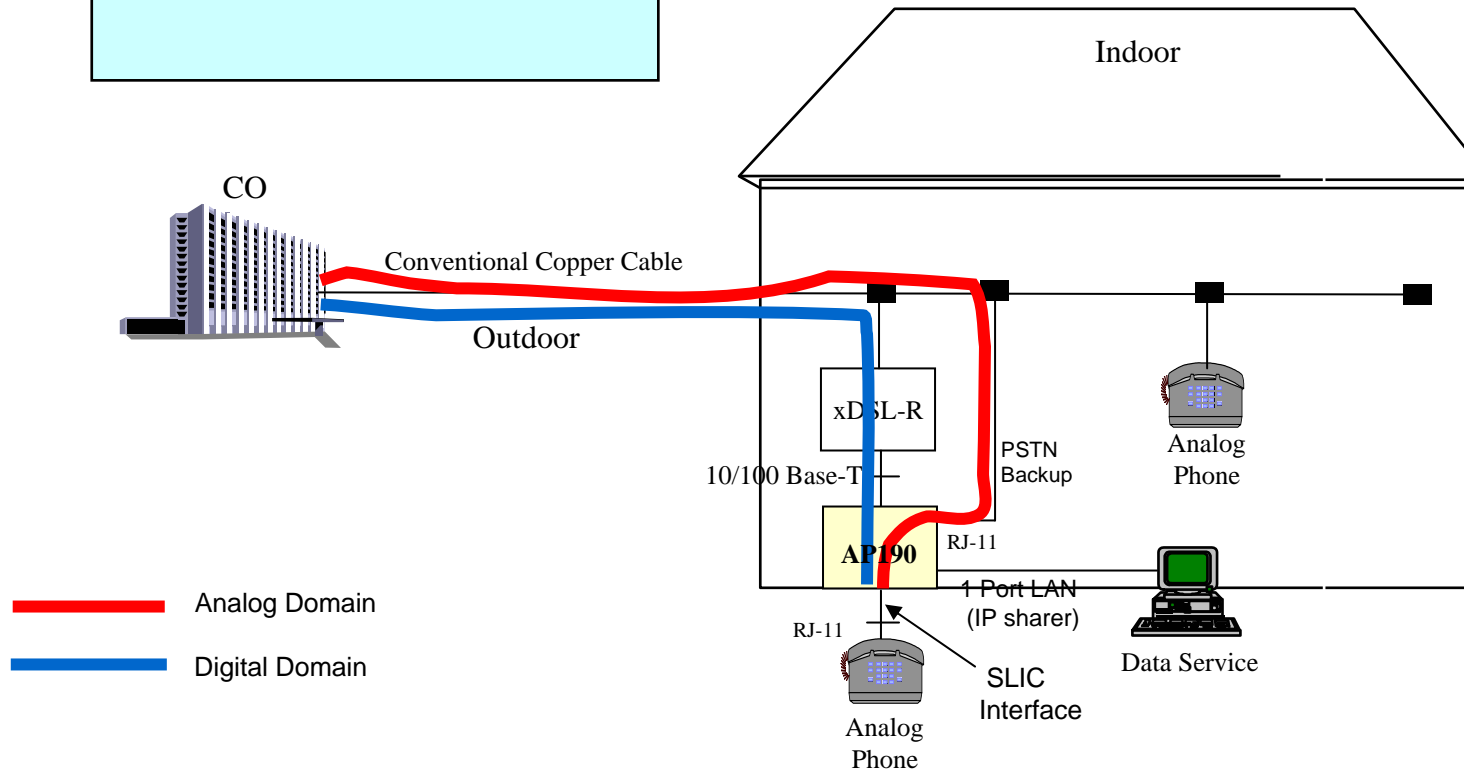 Indoor
CO
Conventional Copper Cable
Outdoor
xDSL-R
PSTN
Backup
Analog
Phone
10/100 Base-T
AP190
RJ-11
1 Port LAN
(IP sharer)
Analog Domain
RJ-11
Digital Domain
Data Service
SLIC
Interface
Analog
Phone